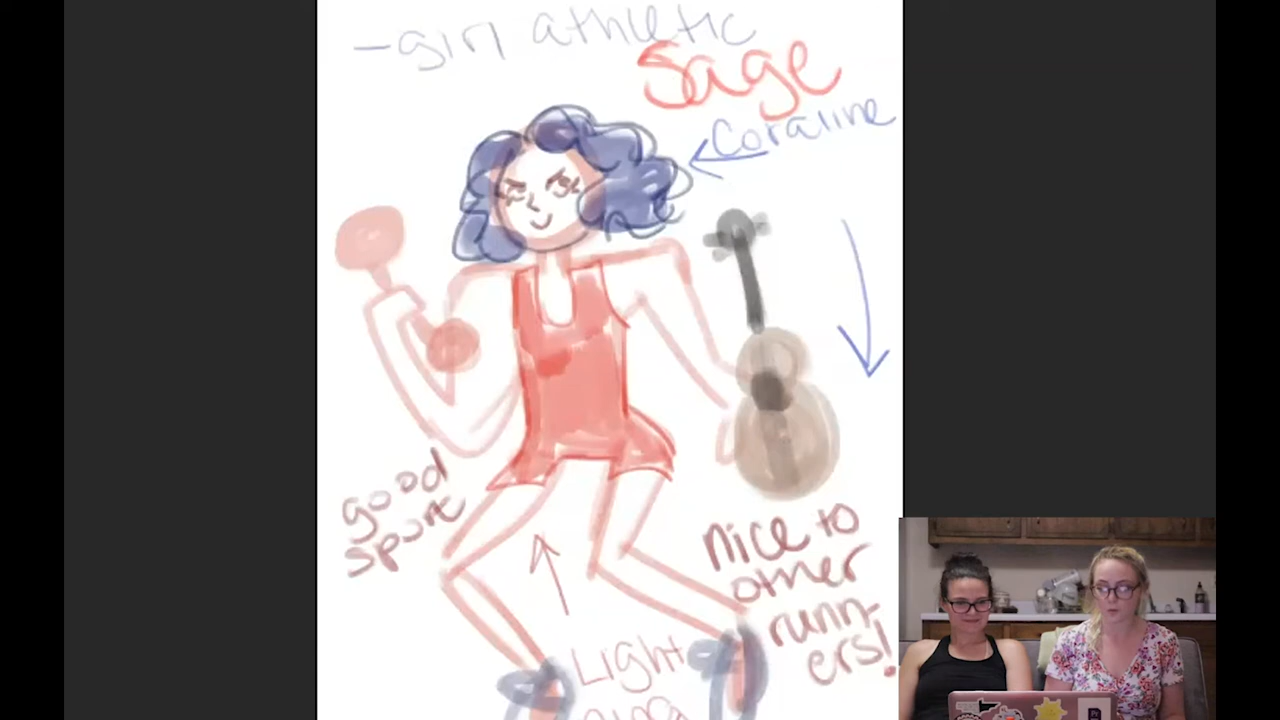 - girl athletic
sage
← Coraline
good
sport
nice to
other
runn-
ers!
Light